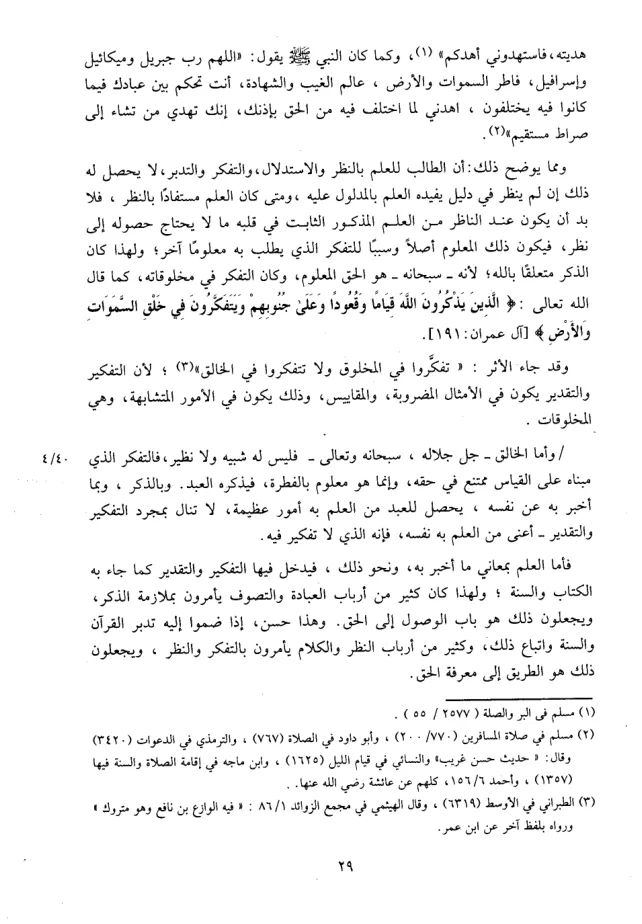 هديته، فاستهدوني أهدكم» (١)، وكما كان النبي ﷺ يقول: «اللهم رب جبريل وميكائيل
وإسرافيل، فاطر السموات والأرض ، عالم الغيب والشهادة، أنت تحكم بين عبادك فيما
كانوا فيه يختلفون ، اهدني لما اختلف فيه من الحق بإذنك، إنك تهدي من تشاء إلى
صراط مستقيم»(٢).
ومما يوضح ذلك: أن الطالب للعلم بالنظر والاستدلال، والتفكر والتدبر، لا يحصل له
ذلك إن لم ينظر في دليل يفيده العلم بالمدلول عليه ،ومتى كان العلم مستفادًا بالنظر ، فلا
بد أن يكون عند الناظر من العلم المذكور الثابت في قلبه ما لا يحتاج حصوله إلى
نظر، فيكون ذلك المعلوم أصلاً وسببًا للتفكر الذي يطلب به معلومًا آخر؛ ولهذا كان
الذكر متعلقًا بالله؛ لأنه ـ سبحانه ـ هو الحق المعلوم، وكان التفكر في مخلوقاته، كما قال
الله تعالى :﴿ الَّذِينَ يَذْكُرُونَ اللَّهَ قِيَامًا وَقُعُودًا وَعَلَىٰ جُنُوبِهِمْ وَيَتَفَكَّرُونَ فِي خَلْقِ السَّمَوَاتِ
وَالأَرْضِ ﴾ [آل عمران: ١٩١].
وقد جاء الأثر : « تفكَّروا في المخلوق ولا تتفكروا في الخالق»(٣) ؛ لأن التفكير
والتقدير يكون في الأمثال المضروبة، والمقاييس، وذلك يكون في الأمور المتشابهة، وهي
المخلوقات .
/ وأما الخالق ـ جل جلاله ، سبحانه وتعالى ـ فليس له شبيه ولا نظير، فالتفكر الذي ٤/٤٠
مبناه على القياس ممتنع في حقه، وإنما هو معلوم بالفطرة، فيذكره العبد. وبالذكر ، وبما
أخبر به عن نفسه ، يحصل للعبد من العلم به أمور عظيمة، لا تنال بمجرد التفكير
والتقدير ـ أعنى من العلم به نفسه، فإنه الذي لا تفكير فيه.
فأما العلم بمعاني ما أخبر به، ونحو ذلك ، فيدخل فيها التفكير والتقدير كما جاء به
الكتاب والسنة ؛ ولهذا كان كثير من أرباب العبادة والتصوف يأمرون بملازمة الذكر،
ويجعلون ذلك هو باب الوصول إلى الحق. وهذا حسن، إذا ضموا إليه تدبر القرآن
والسنة واتباع ذلك، وكثير من أرباب النظر والكلام يأمرون بالتفكر والنظر ، ويجعلون
ذلك هو الطريق إلى معرفة الحق.
(١) مسلم فى البر والصلة ( ٢٥٧٧ / ٥٥ ) .
(٢) مسلم في صلاة المسافرين (٧٧٠/ ٢٠٠) ، وأبو داود في الصلاة (٧٦٧) ، والترمذي في الدعوات (٣٤٢٠)
وقال: « حديث حسن غريب» والنسائي في قيام الليل (١٦٢٥) ، وابن ماجه في إقامة الصلاة والسنة فيها
(١٣٥٧) ، وأحمد ٦/ ١٥٦، كلهم عن عائشة رضي الله عنها.
(٣) الطبراني في الأوسط (٦٣١٩) ، وقال الهيثمي في مجمع الزوائد ١/ ٨٦ : « فيه الوازع بن نافع وهو متروك »
ورواه بلفظ آخر عن ابن عمر.
٢٩